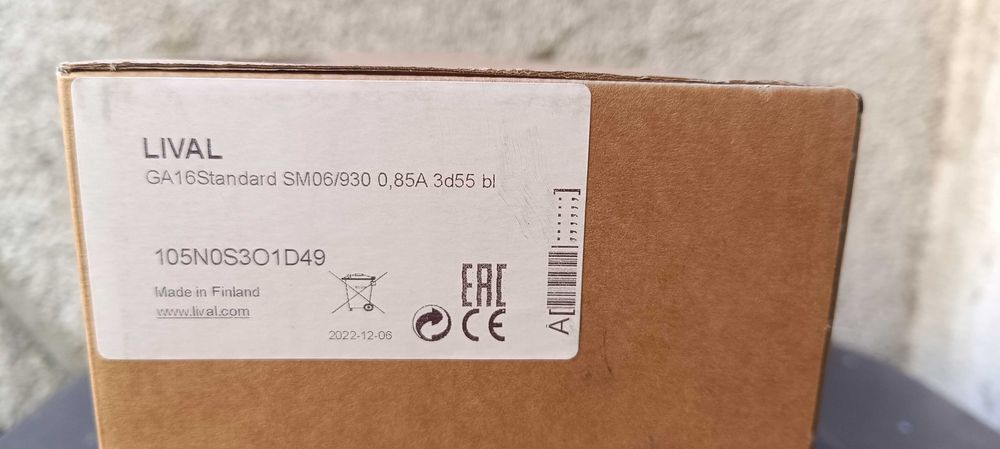 LIVAL
GA16Standard SM06/930 0,85A 3d55 bl
105N0S3O1D49
Made in Finland
www.lival.com
2022-12-06
EAC
CE